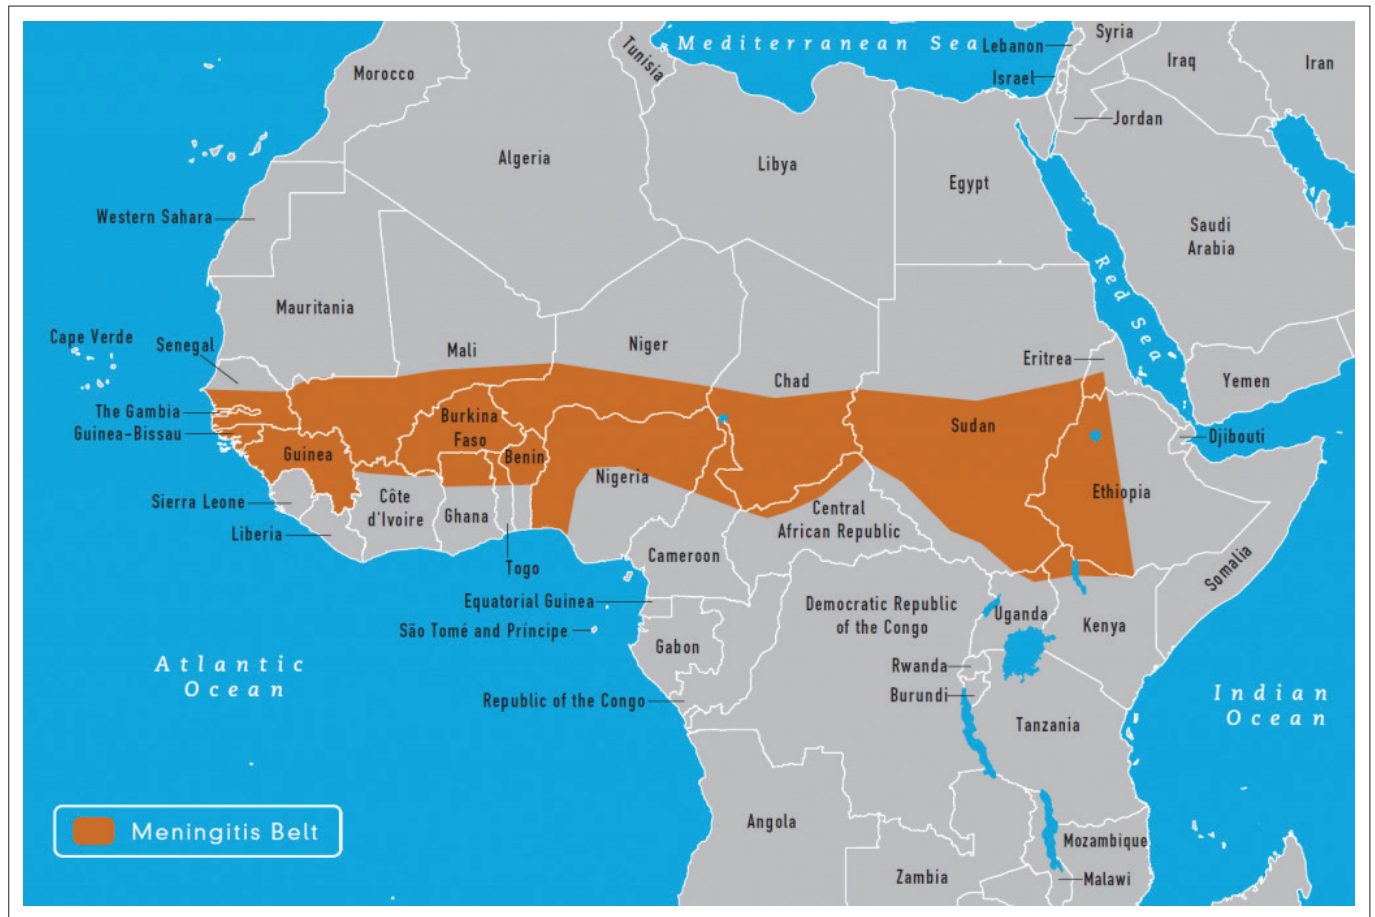 Mediterranean Sea
Lebanon
Syria
Iraq
Iran
Tunisia
Morocco
Israel
Jordan
Algeria
Libya
Egypt
Western Sahara
Saudi
Arabia
Red Sea
Mauritania
Cape Verde
Senegal
Mali
Niger
Chad
Eritrea
Yemen
The Gambia
Guinea-Bissau
Burkina
Faso
Sudan
Djibouti
Guinea
Benin
Nigeria
Ethiopia
Sierra Leone
Côte
d'Ivoire
Ghana
Central
African Republic
Liberia
Togo
Cameroon
Somalia
Equatorial Guinea
Democratic Republic
of the Congo
Uganda
Kenya
São Tomé and Príncipe
Gabon
Atlantic
Ocean
Rwanda
Burundi
Republic of the Congo
Indian
Ocean
Tanzania
Angola
Meningitis Belt
Mozambique
Zambia
Malawi